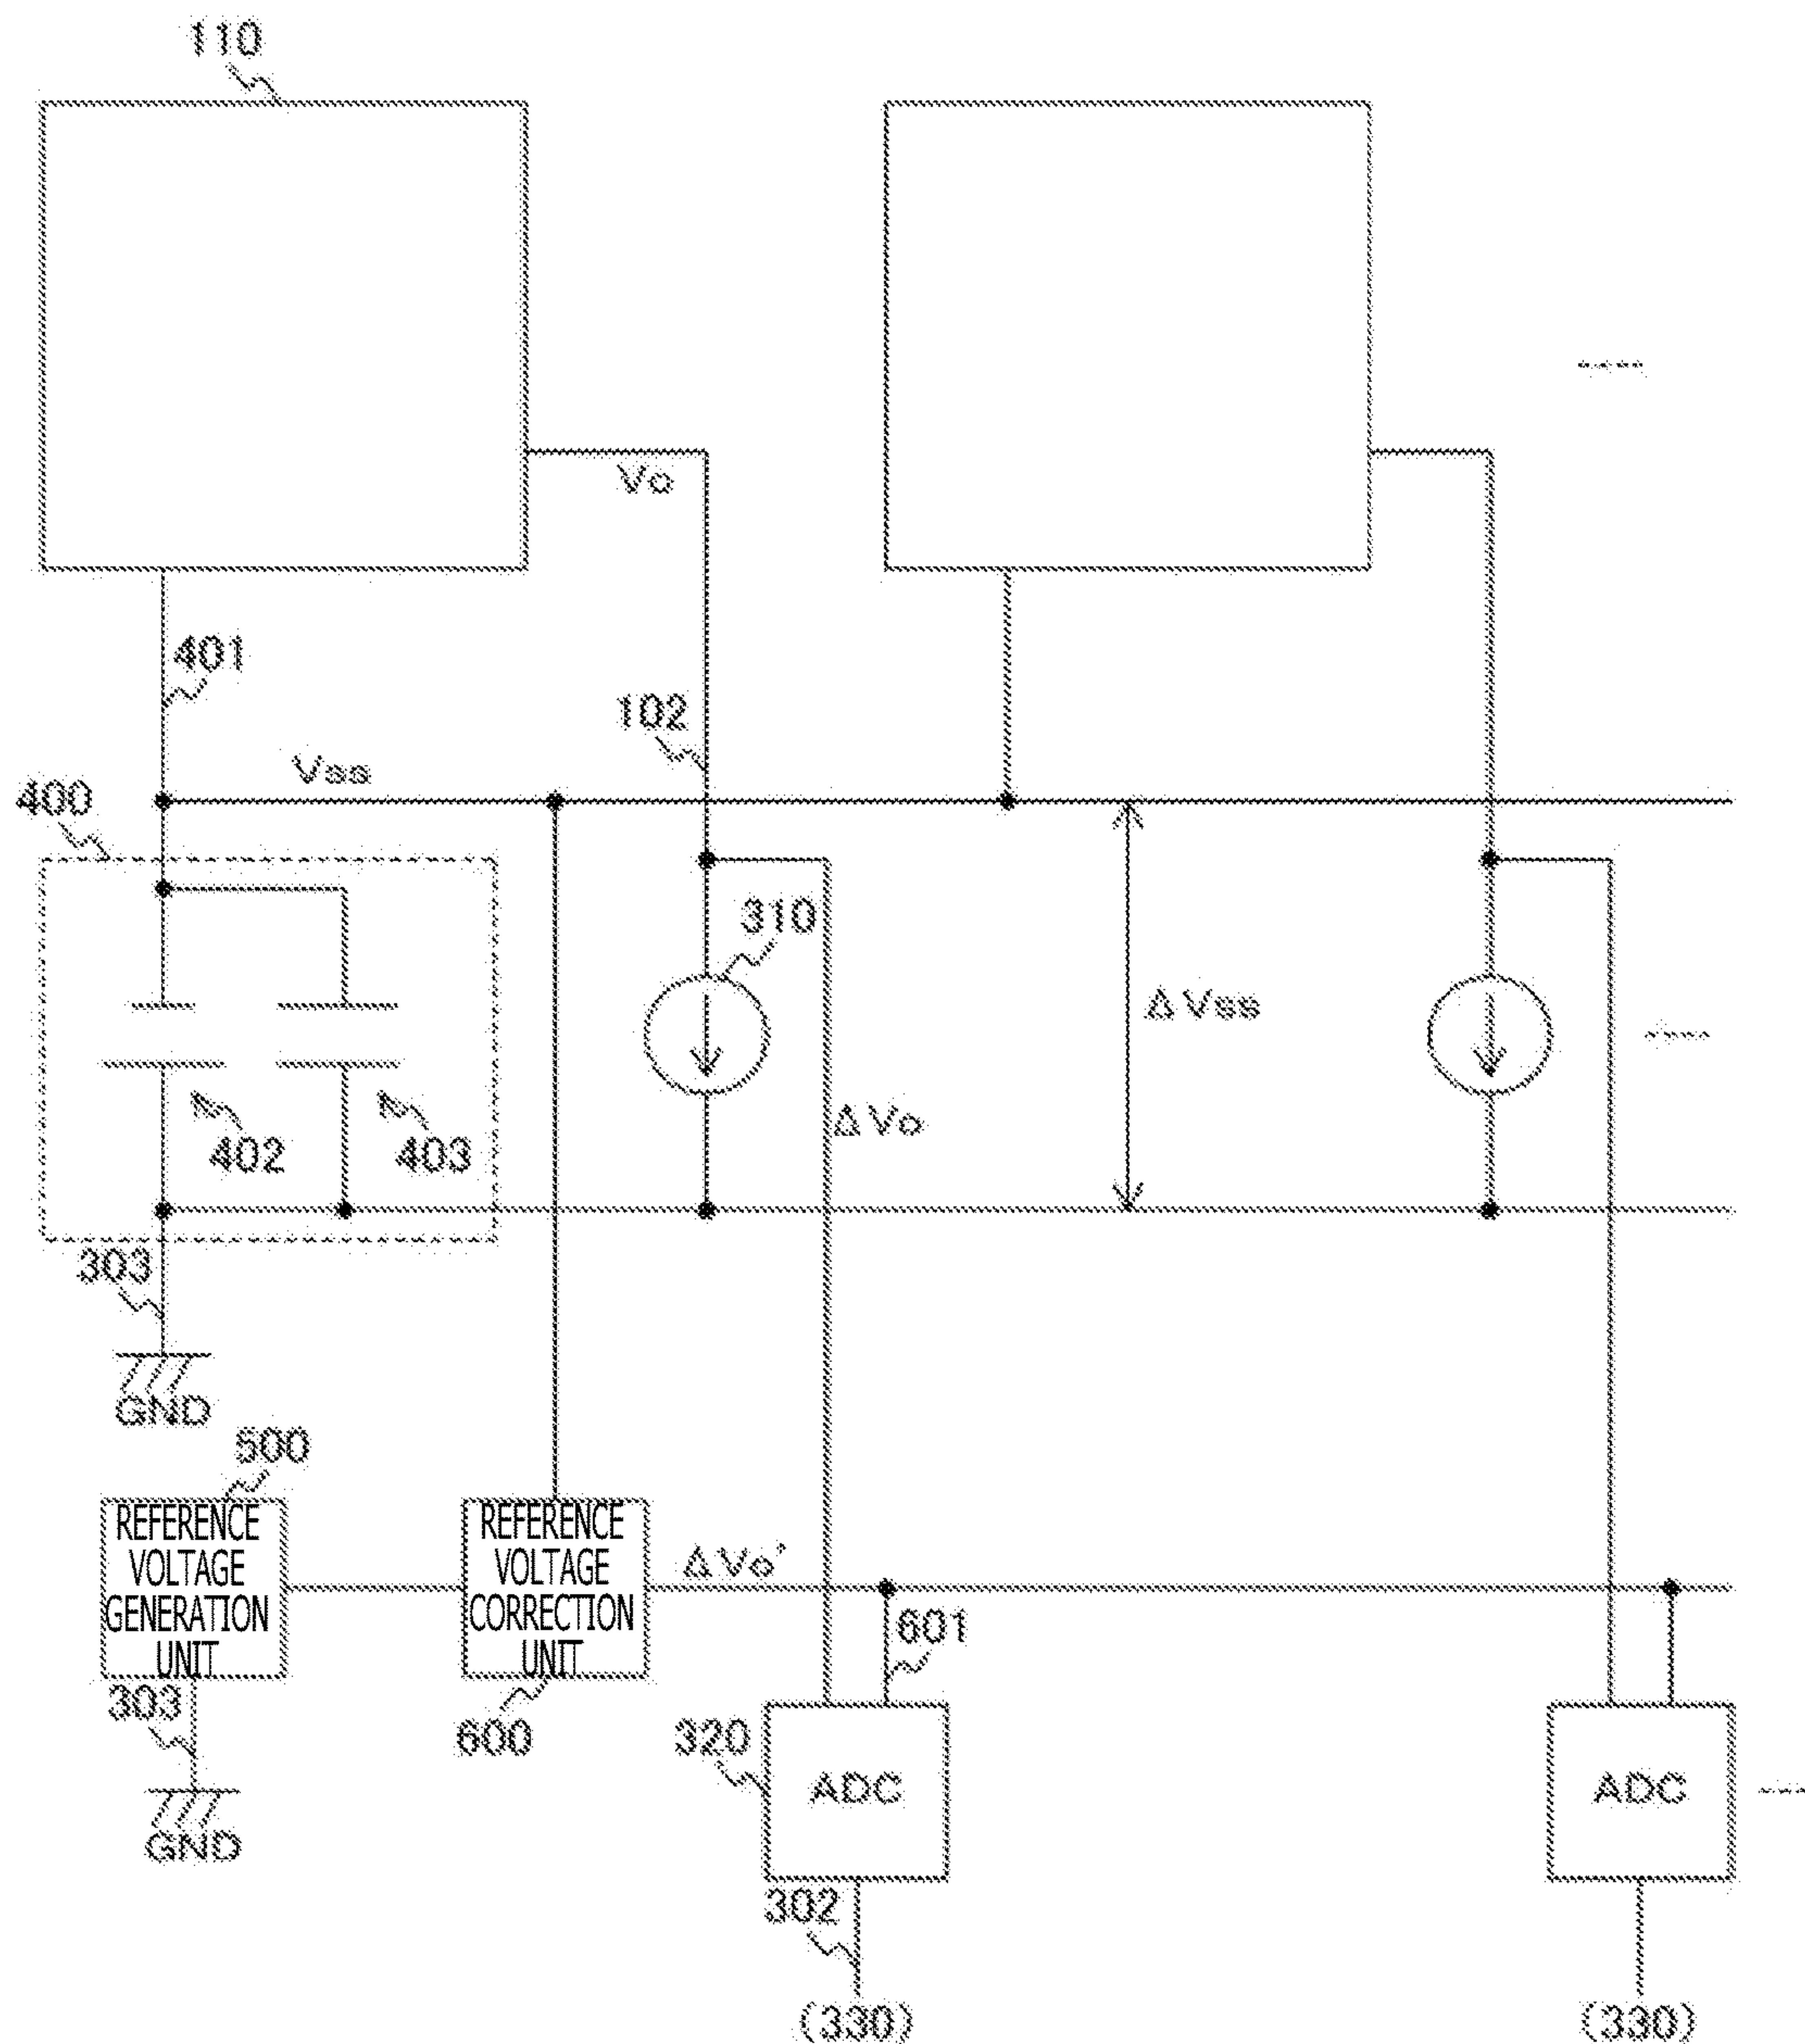 110
Vo
401
102
Vss
400
310
ΔVss
ΔVo
402
403
303
GND
500
REFERENCE
VOLTAGE
GENERATION
UNIT
REFERENCE
VOLTAGE
CORRECTION
UNIT
ΔVo'
601
303
600
320
ADC
ADC
GND
302
(330)
(330)